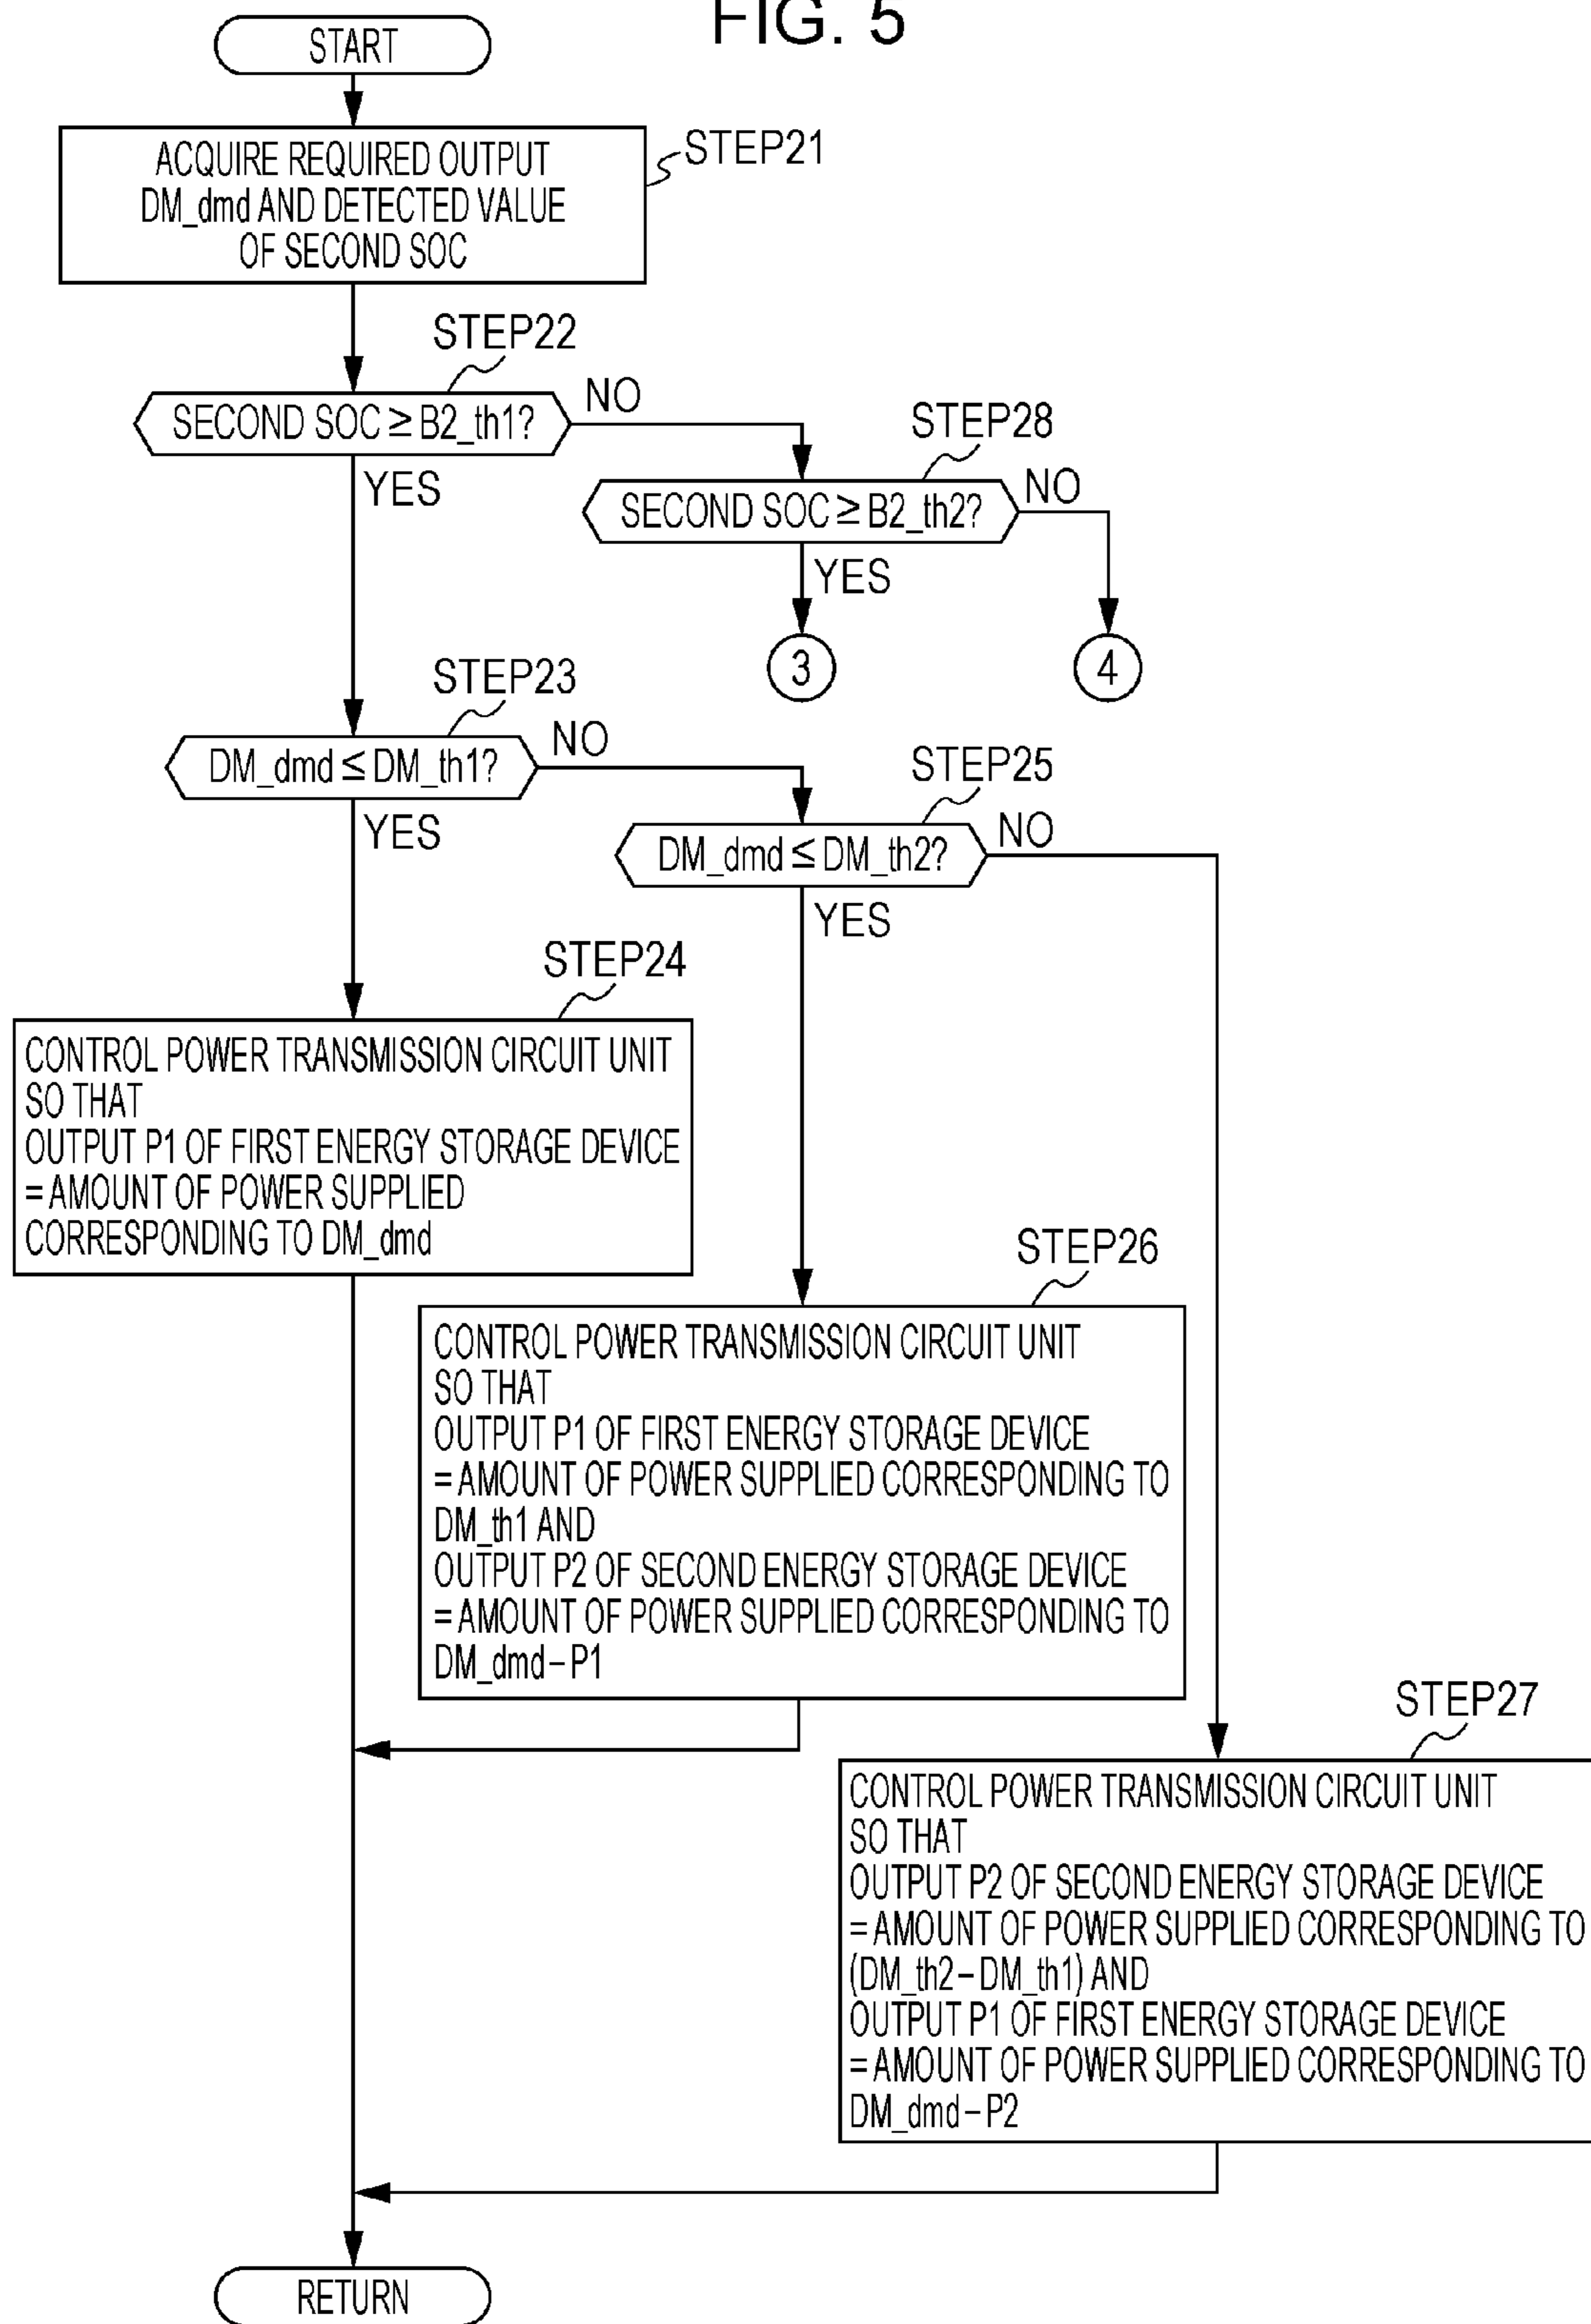 FIG. 5
START
ACQUIRE REQUIRED OUTPUT
DM_dmd AND DETECTED VALUE
OF SECOND SOC
STEP21
STEP22
SECOND SOC ≥ B2_th1?
NO
YES
STEP28
SECOND SOC ≥ B2_th2?
NO
YES
3
4
STEP23
DM_dmd ≤ DM_th1?
NO
YES
STEP25
DM_dmd ≤ DM_th2?
NO
YES
STEP24
CONTROL POWER TRANSMISSION CIRCUIT UNIT
SO THAT
OUTPUT P1 OF FIRST ENERGY STORAGE DEVICE
= AMOUNT OF POWER SUPPLIED
CORRESPONDING TO DM_dmd
STEP26
CONTROL POWER TRANSMISSION CIRCUIT UNIT
SO THAT
OUTPUT P1 OF FIRST ENERGY STORAGE DEVICE
= AMOUNT OF POWER SUPPLIED CORRESPONDING TO
DM_th1 AND
OUTPUT P2 OF SECOND ENERGY STORAGE DEVICE
= AMOUNT OF POWER SUPPLIED CORRESPONDING TO
DM_dmd – P1
STEP27
CONTROL POWER TRANSMISSION CIRCUIT UNIT
SO THAT
OUTPUT P2 OF SECOND ENERGY STORAGE DEVICE
= AMOUNT OF POWER SUPPLIED CORRESPONDING TO
(DM_th2 – DM_th1) AND
OUTPUT P1 OF FIRST ENERGY STORAGE DEVICE
= AMOUNT OF POWER SUPPLIED CORRESPONDING TO
DM_dmd – P2
RETURN